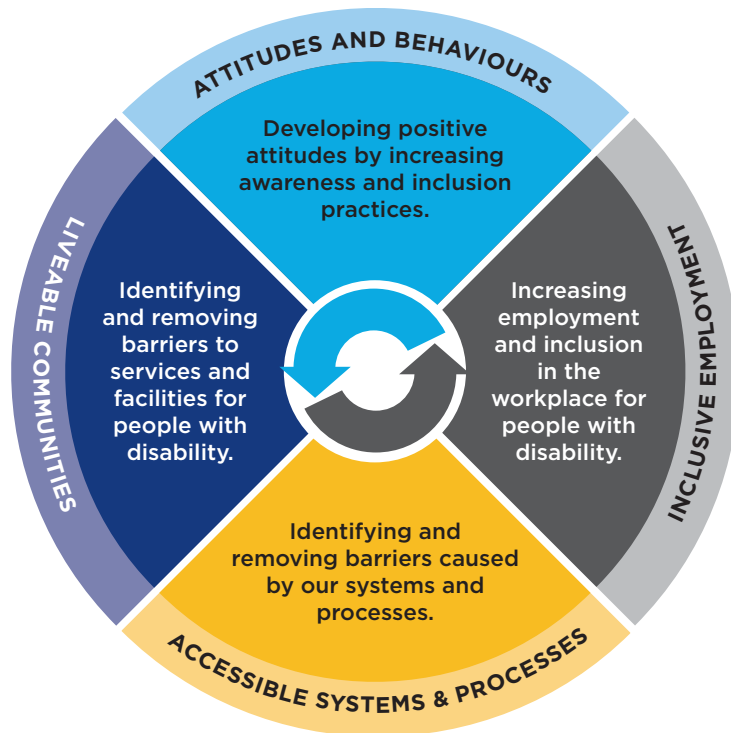 ATTITUDES AND BEHAVIOURS
Developing positive
attitudes by increasing
awareness and inclusion
practices.
INCLUSIVE EMPLOYMENT
Increasing
employment
and inclusion
in the
workplace for
people with
disability.
ACCESSIBLE SYSTEMS & PROCESSES
Identifying and
removing barriers caused
by our systems and
processes.
LIVEABLE COMMUNITIES
Identifying
and removing
barriers to
services and
facilities for
people with
disability.